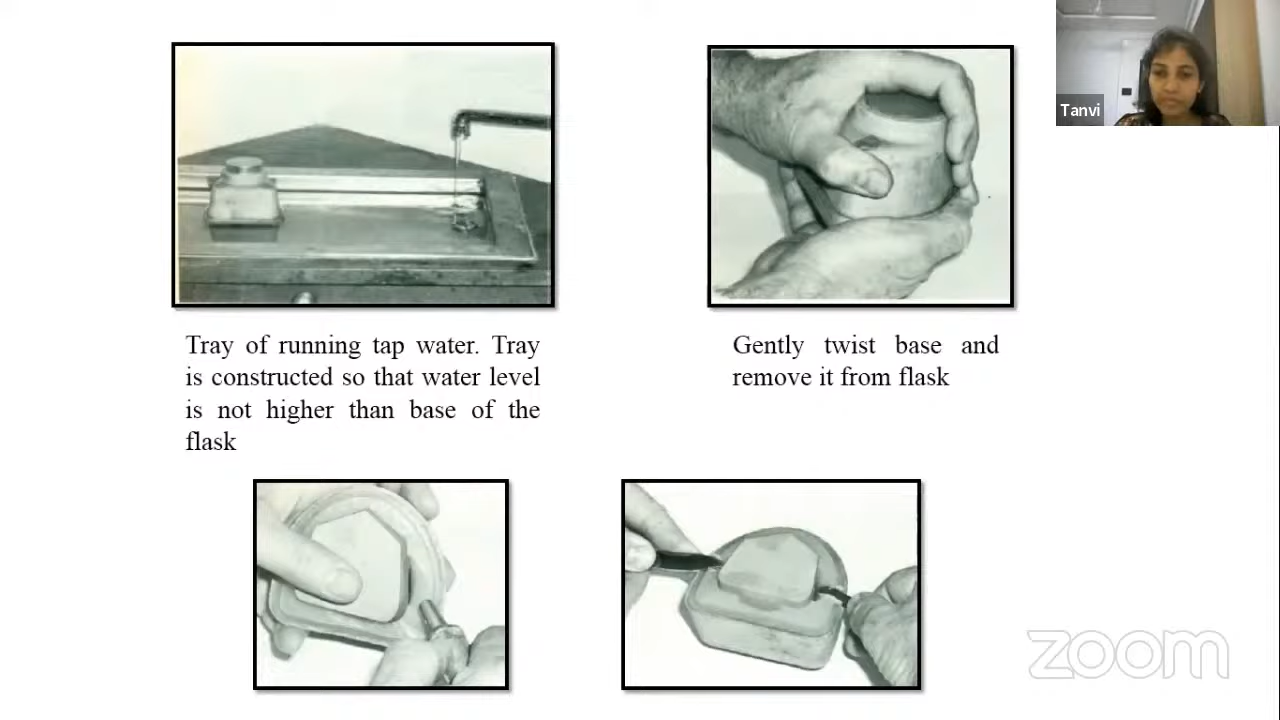 Tanvi
Tray of running tap water. Tray
is constructed so that water level
is not higher than base of the
flask
Gently twist base and
remove it from flask
zoom